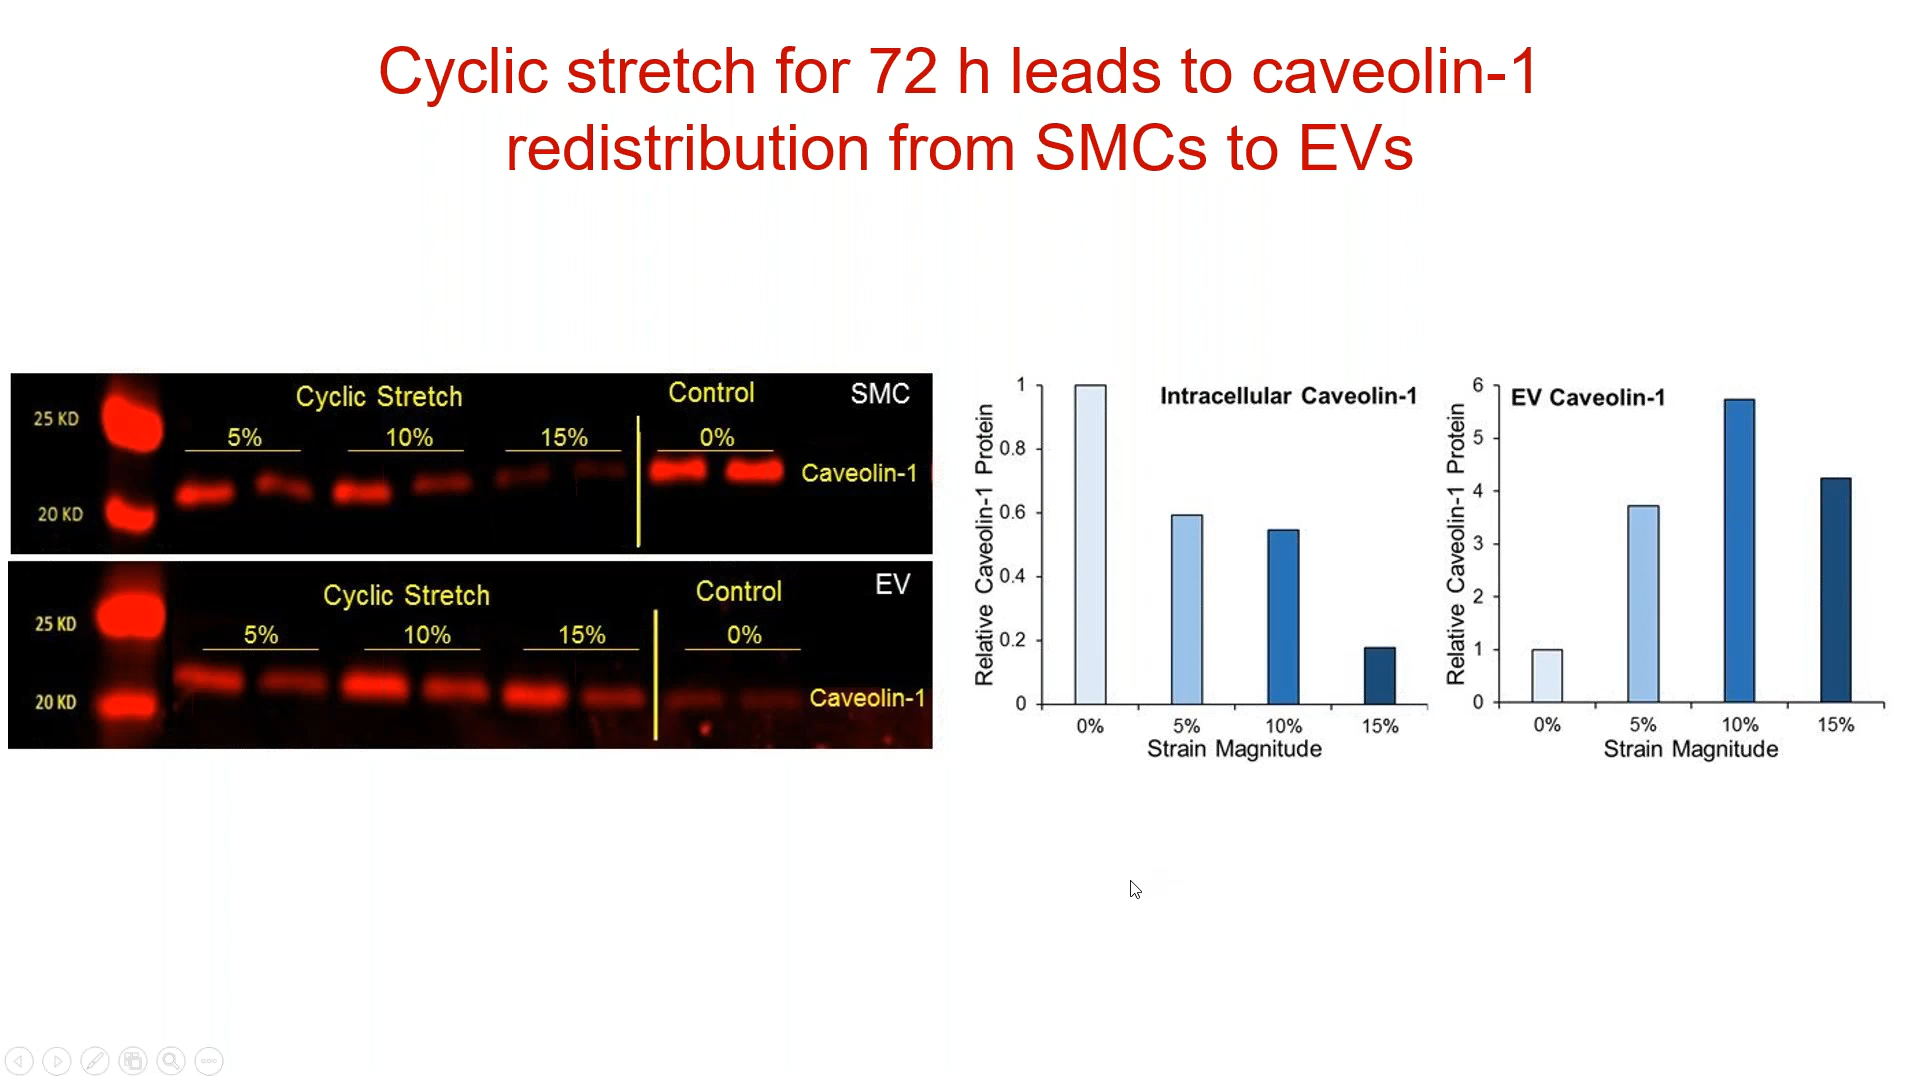 Cyclic stretch for 72 h leads to caveolin-1
redistribution from SMCs to EVs
Cyclic Stretch
Control
SMC
25 KD
5%
10%
15%
0%
Caveolin-1
20 KD
Cyclic Stretch
Control
EV
25 KD
5%
10%
15%
0%
20 KD
Caveolin-1
Intracellular Caveolin-1
Relative Caveolin-1 Protein
1
0.8
0.6
0.4
0.2
0
0%
5%
10%
15%
Strain Magnitude
EV Caveolin-1
Relative Caveolin-1 Protein
6
5
4
3
2
1
0
0%
5%
10%
15%
Strain Magnitude